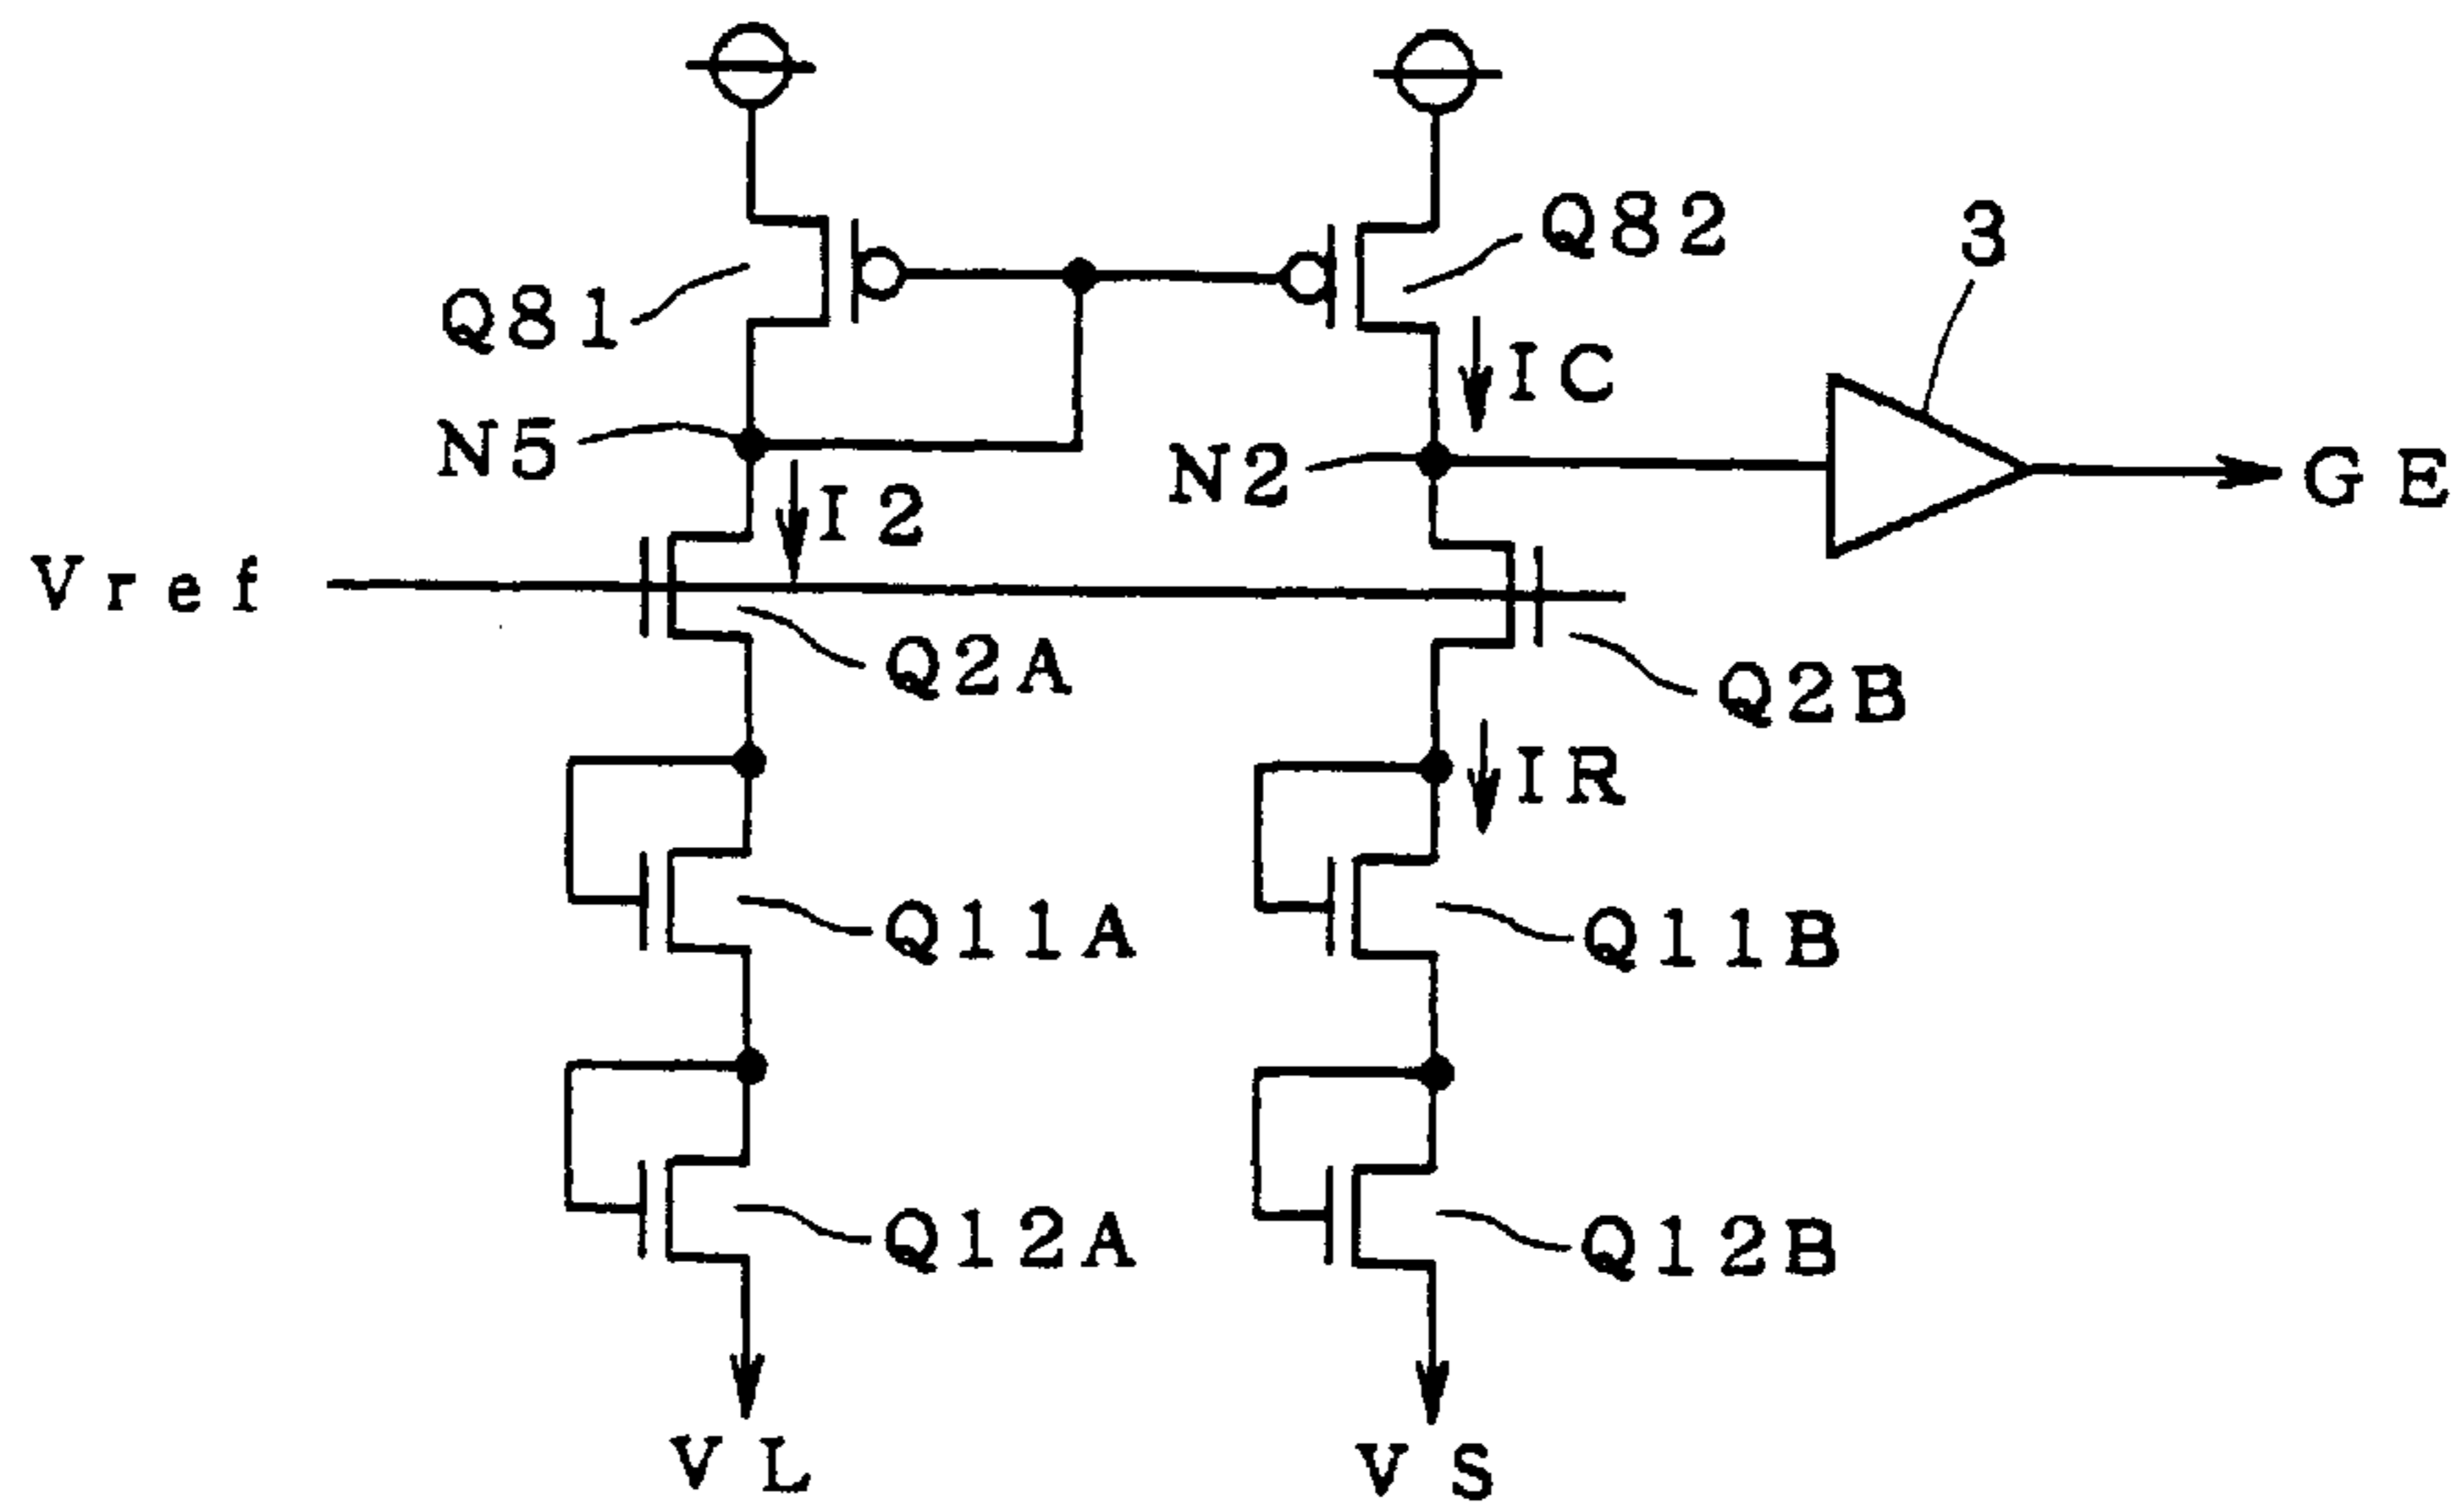 Q82
3
Q81
IC
N5
N2
GE
I2
Vref
Q2A
Q2B
IR
Q11A
Q11B
Q12A
Q12B
VL
VS